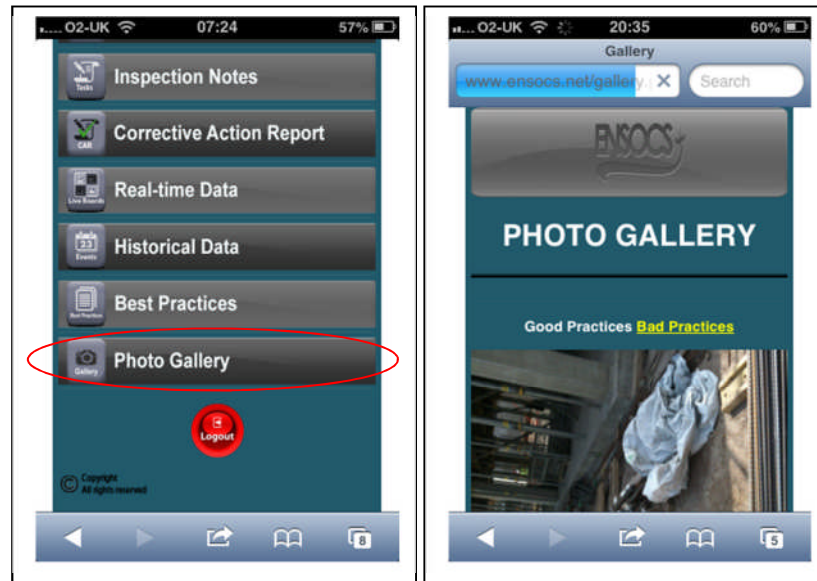 ..... O2-UK 07:24 57%
Tasks
Inspection Notes
CAR
Corrective Action Report
Live Boards
Real-time Data
23
Events
Historical Data
Best Practices
Best Practices
Gallery
Photo Gallery
Logout
© Copyright
All rights reserved
8
O2-UK 20:35 60%
Gallery
www.ensocs.net/gallery. Search
ENSOCS
PHOTO GALLERY
Good Practices Bad Practices
5